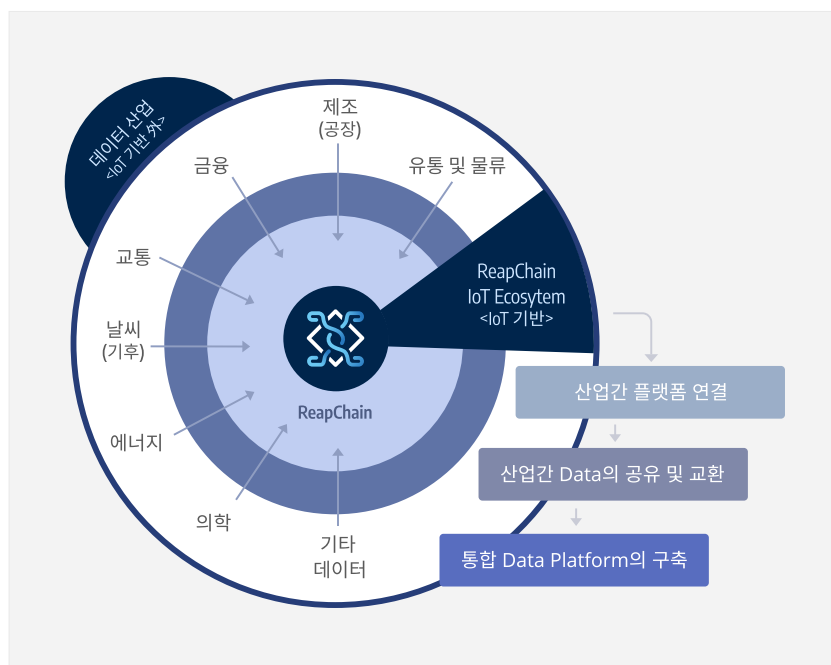 데이터 산업
<IoT 기반 外>
제조
(공장)
금융
유통 및 물류
교통
날씨
(기후)
에너지
의학
기타
데이터
ReapChain
ReapChain
IoT Ecosytem
<IoT 기반>
산업간 플랫폼 연결
산업간 Data의 공유 및 교환
통합 Data Platform의 구축